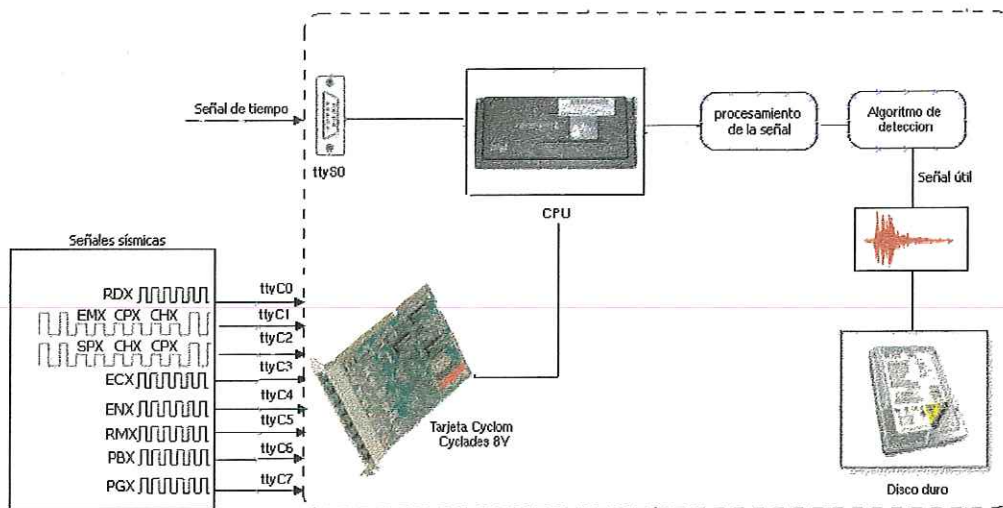 Señal de tiempo
ttyS0
CPU
procesamiento
de la señal
Algoritmo de
deteccion
Señal útil
Disco duro
Señales sísmicas
RDX
ttyC0
EMX CPX CHX
ttyC1
SPX CHX CPX
ttyC2
ECX
ttyC3
ENX
ttyC4
RMX
ttyC5
PBX
ttyC6
PGX
ttyC7
Tarjeta Cyclom
Cyclades 8Y